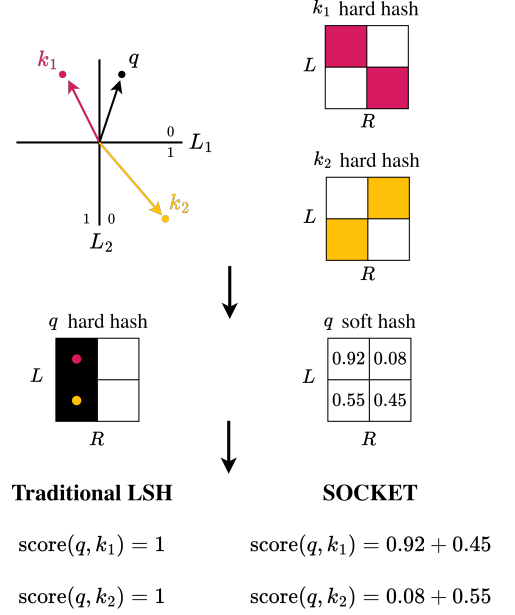 k₁ hard hash
k₁
q
L
R
0
L₁
1
k₂ hard hash
k₂
L
1 0
L₂
R
q hard hash
q soft hash
L
R
L
0.92 0.08
0.55 0.45
R
Traditional LSH
SOCKET
score(q, k₁) = 1
score(q, k₁) = 0.92 + 0.45
score(q, k₂) = 1
score(q, k₂) = 0.08 + 0.55